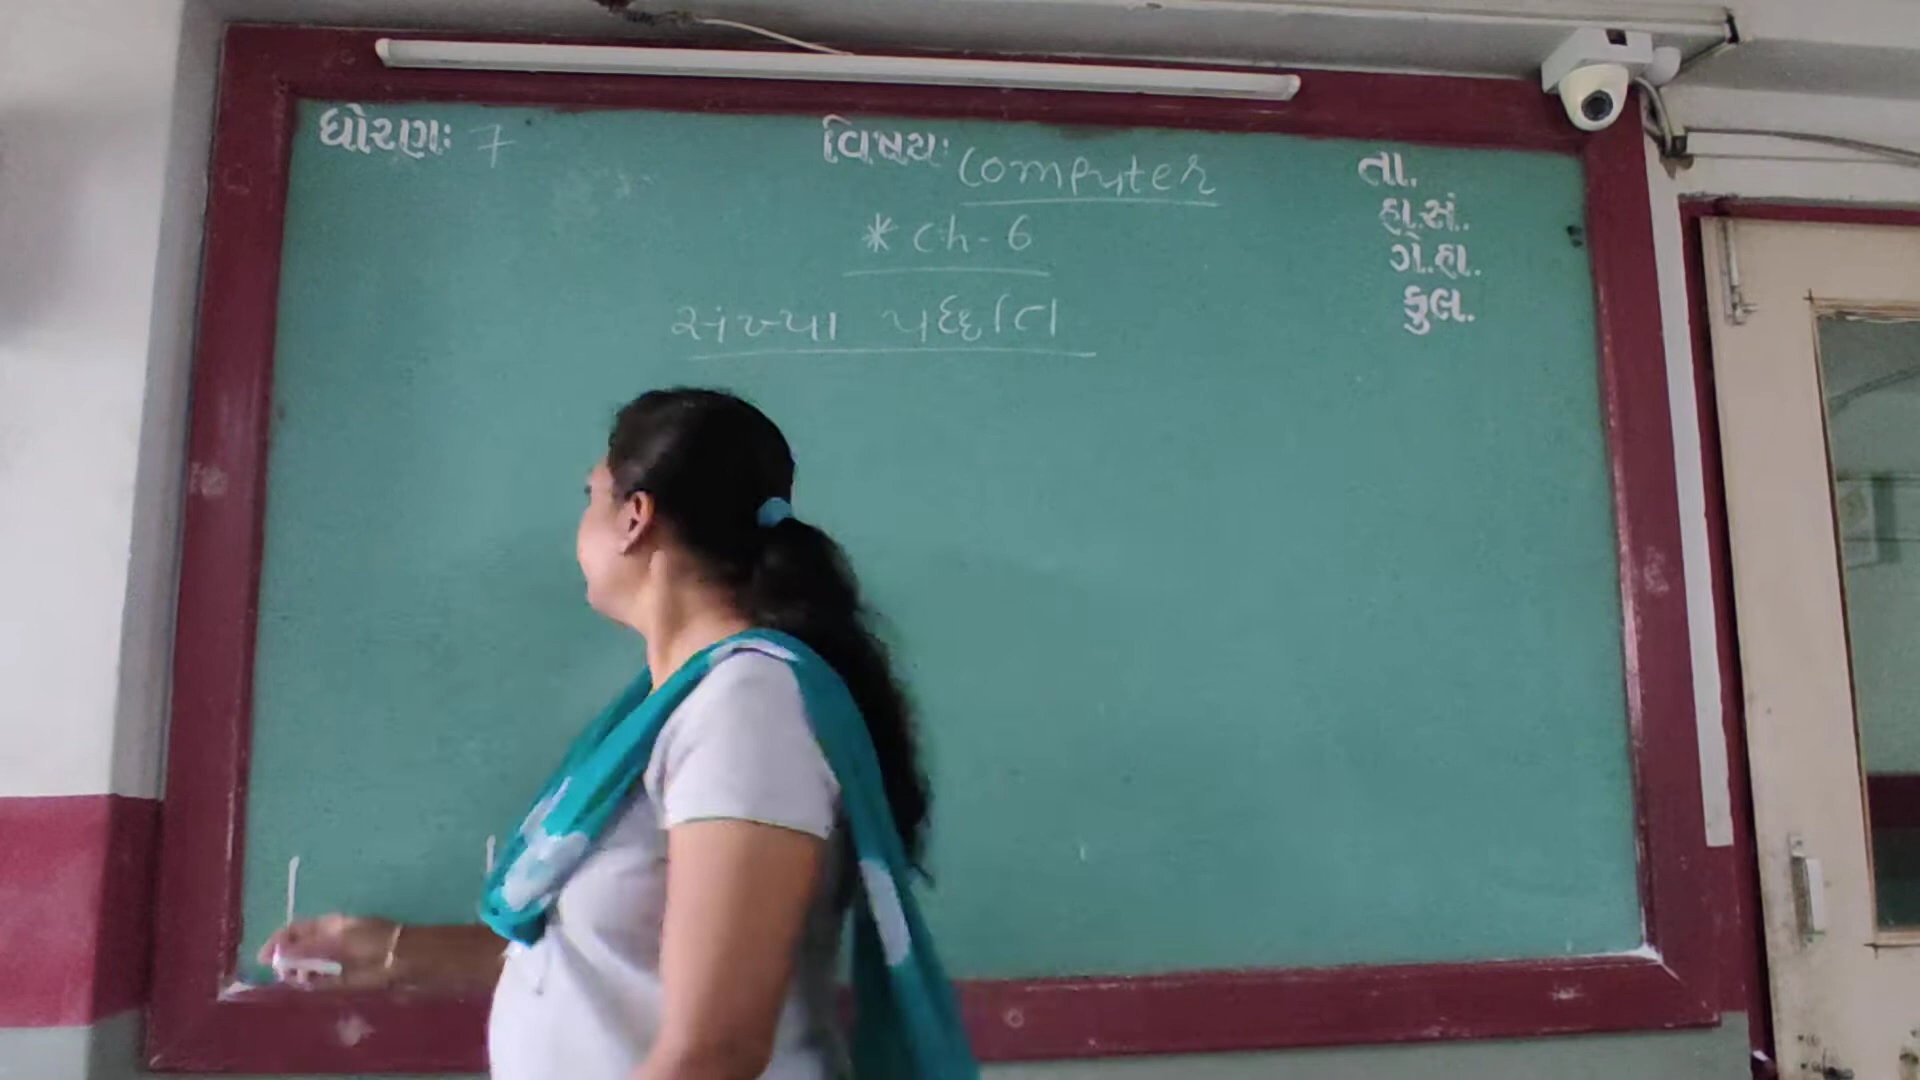 ધોરણ: 7 વિષય: Computer તા.
* Ch-6 હા.સં.
ગે.હા.
સંખ્યા પદ્ધતિ કુલ.